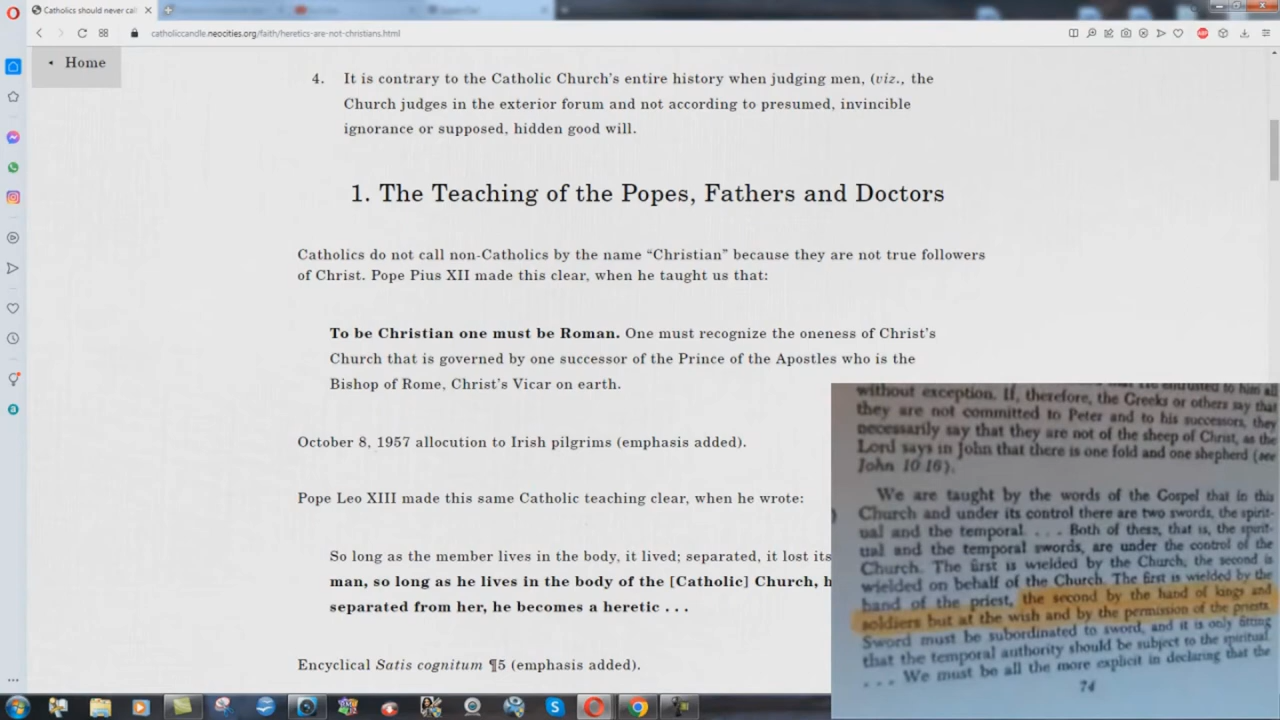 Catholics should never cal
catholiccandle.neocities.org/faith/heretics-are-not-christians.html
Home
4. It is contrary to the Catholic Church's entire history when judging men, (viz., the
Church judges in the exterior forum and not according to presumed, invincible
ignorance or supposed, hidden good will.
1. The Teaching of the Popes, Fathers and Doctors
Catholics do not call non-Catholics by the name “Christian” because they are not true followers
of Christ. Pope Pius XII made this clear, when he taught us that:
To be Christian one must be Roman. One must recognize the oneness of Christ's
Church that is governed by one successor of the Prince of the Apostles who is the
Bishop of Rome, Christ's Vicar on earth.
October 8, 1957 allocution to Irish pilgrims (emphasis added).
Pope Leo XIII made this same Catholic teaching clear, when he wrote:
So long as the member lives in the body, it lived; separated, it lost its
man, so long as he lives in the body of the [Catholic] Church, h
separated from her, he becomes a heretic . . .
Encyclical Satis cognitum ¶5 (emphasis added).
He entrusted to him all
without exception. If, therefore, the Greeks or others say that
they are not committed to Peter and to his successors, they
necessarily say that they are not of the sheep of Christ, as the
Lord says in John that there is one fold and one shepherd (see
John 10:16).
We are taught by the words of the Gospel that in this
Church and under its control there are two swords, the spirit-
ual and the temporal. . . . Both of these, that is, the spirit-
ual and the temporal swords, are under the control of the
Church. The first is wielded by the Church; the second is
wielded on behalf of the Church. The first is wielded by the
hand of the priest, the second by the hand of kings and
soldiers but at the wish and by the permission of the priests.
Sword must be subordinated to sword, and it is only fitting
that the temporal authority should be subject to the spiritual.
. . . We must be all the more explicit in declaring that the
74